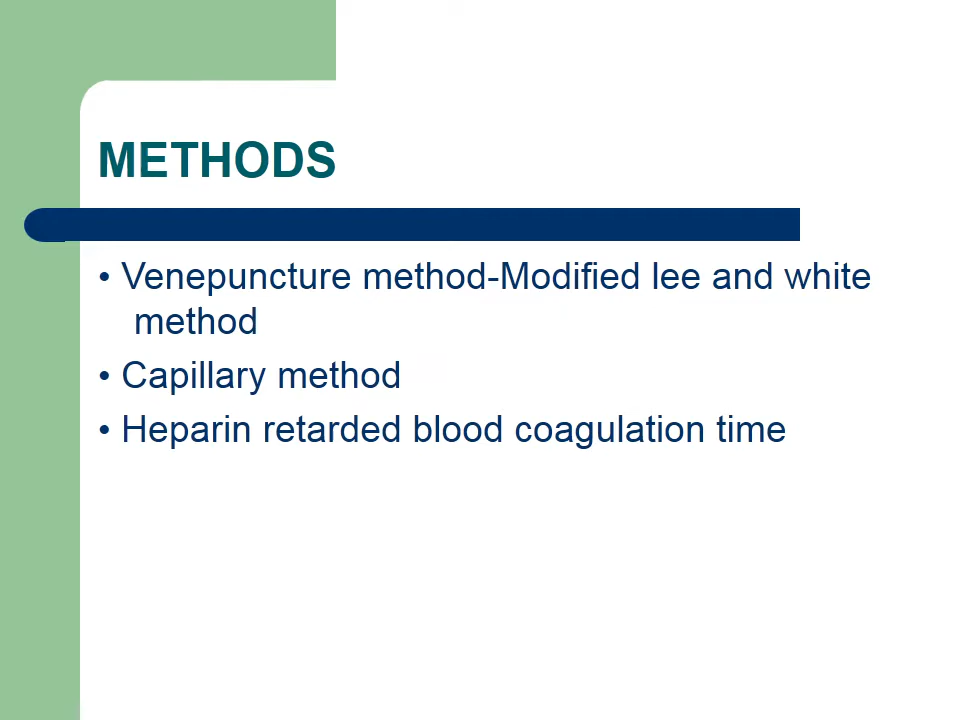 METHODS
• Venepuncture method-Modified lee and white
method
• Capillary method
• Heparin retarded blood coagulation time